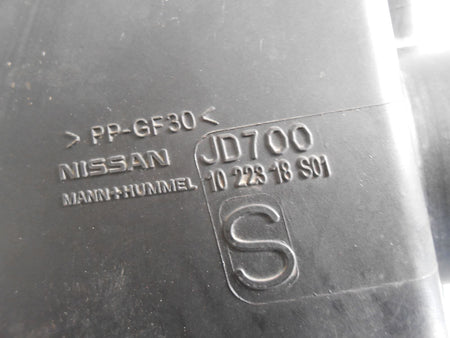 > PP-GF30 <
NISSAN
MANN+HUMMEL
JD700
10 223 18 S01
S